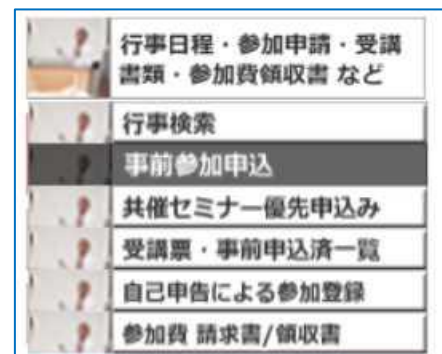 行事日程・参加申請・受講
書類・参加費領収書 など
行事検索
事前参加申込
共催セミナー優先申込み
受講票・事前申込済一覧
自己申告による参加登録
参加費 請求書/領収書